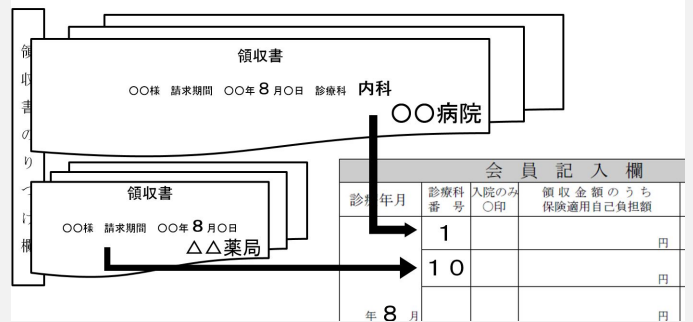 領収書のりつけ欄
領収書
〇〇様 請求期間 〇〇年8月〇日 診療科 内科
〇〇病院
領収書
〇〇様 請求期間 〇〇年8月〇日
△△薬局
会員記入欄
診療年月 診療科番号 入院のみ〇印 領収金額のうち保険適用自己負担額
1 円
10 円
年8月 円